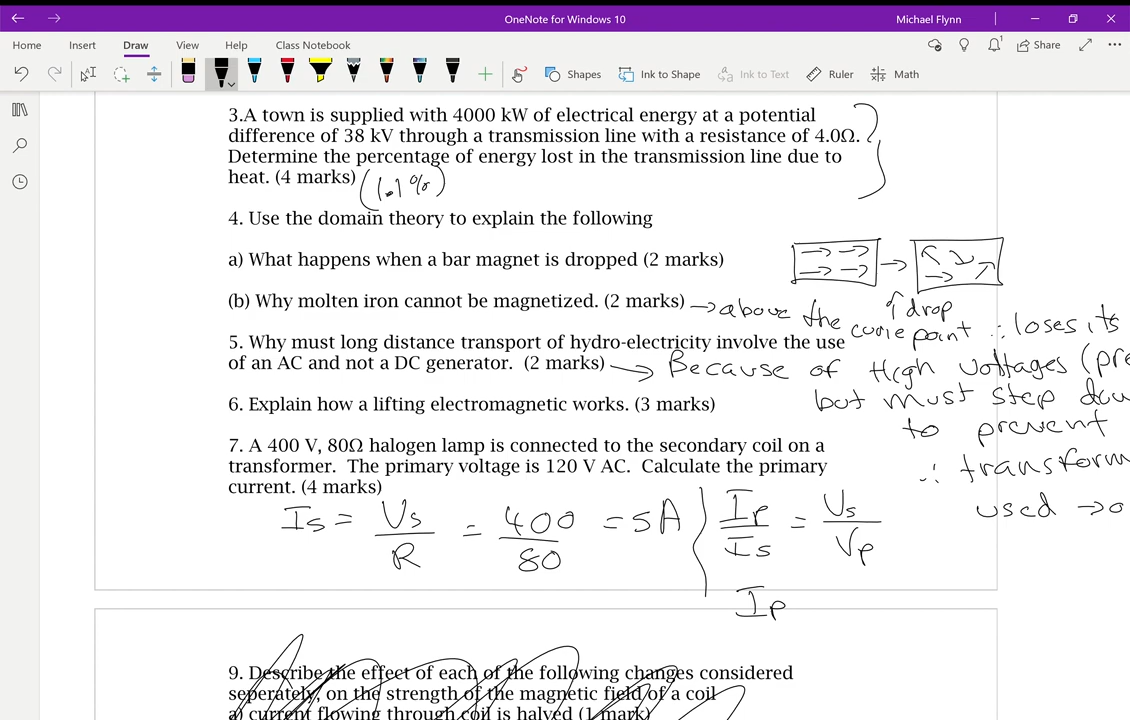 OneNote for Windows 10
Michael Flynn
Home Insert Draw View Help Class Notebook
1
Share
Shapes Ink to Shape Ink to Text Ruler Math
3.A town is supplied with 4000 kW of electrical energy at a potential
difference of 38 kV through a transmission line with a resistance of 4.0Ω.
Determine the percentage of energy lost in the transmission line due to
heat. (4 marks) (1.1%)
4. Use the domain theory to explain the following
a) What happens when a bar magnet is dropped (2 marks)
↑ drop
(b) Why molten iron cannot be magnetized. (2 marks) → above the curie point ∴ loses its
5. Why must long distance transport of hydro-electricity involve the use
of an AC and not a DC generator. (2 marks) → Because of High voltages (pre
but must step dow
to prevent
∴ transform
used →
6. Explain how a lifting electromagnetic works. (3 marks)
7. A 400 V, 80Ω halogen lamp is connected to the secondary coil on a
transformer. The primary voltage is 120 V AC. Calculate the primary
current. (4 marks)
Is = Vs/R = 400/80 = 5A } Ip/Is = Vs/Vp
Ip
9. Describe the effect of each of the following changes considered
seperately, on the strength of the magnetic field of a coil
a) current flowing through coil is halved (1 mark)